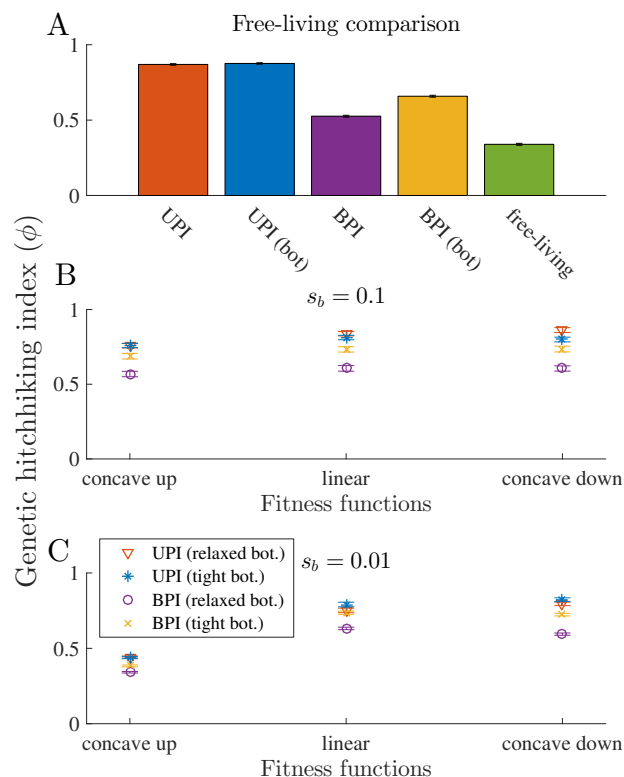 A
Free-living comparison
1
0.5
0
UPI
UPI (bot)
BPI
BPI (bot)
free-living
Genetic hitchhiking index (ϕ)
B
s_b = 0.1
1
0.5
0
concave up
linear
concave down
Fitness functions
C
s_b = 0.01
UPI (relaxed bot.)
UPI (tight bot.)
BPI (relaxed bot.)
BPI (tight bot.)
1
0.5
0
concave up
linear
concave down
Fitness functions